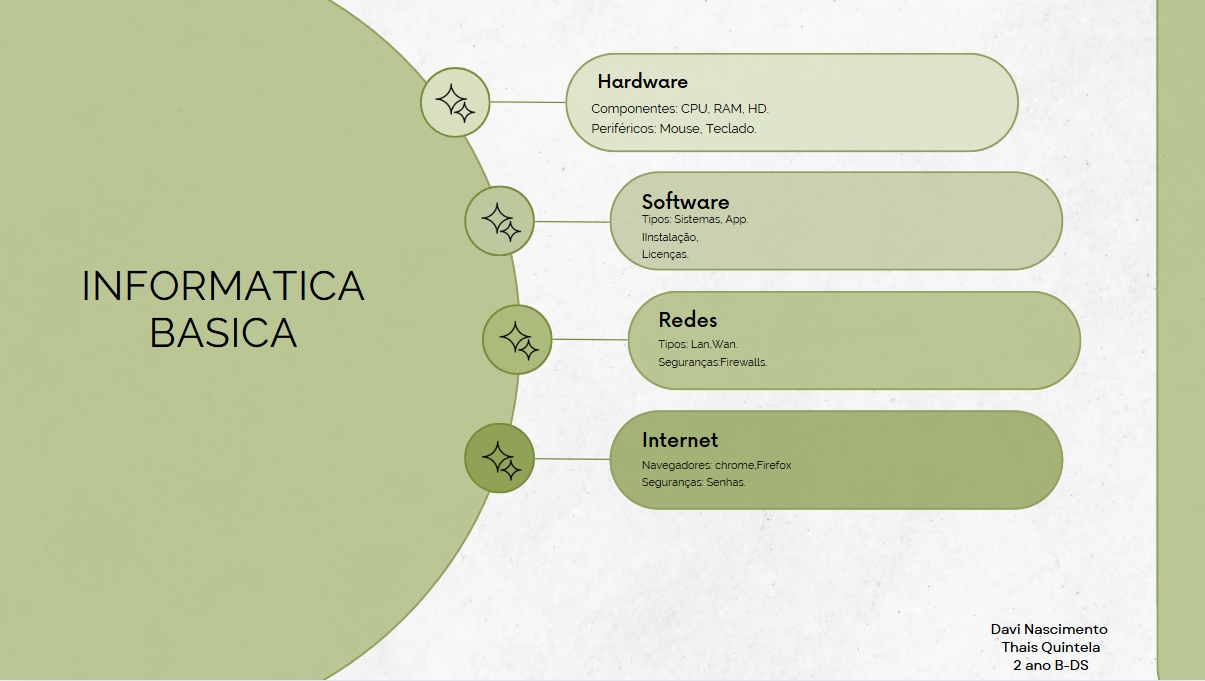 INFORMATICA
BASICA
Hardware
Componentes: CPU, RAM, HD.
Periféricos: Mouse, Teclado.
Software
Tipos: Sistemas, App.
IInstalação,
Licenças.
Redes
Tipos: Lan,Wan.
Seguranças:Firewalls.
Internet
Navegadores: chrome,Firefox
Seguranças: Senhas.
Davi Nascimento
Thais Quintela
2 ano B-DS